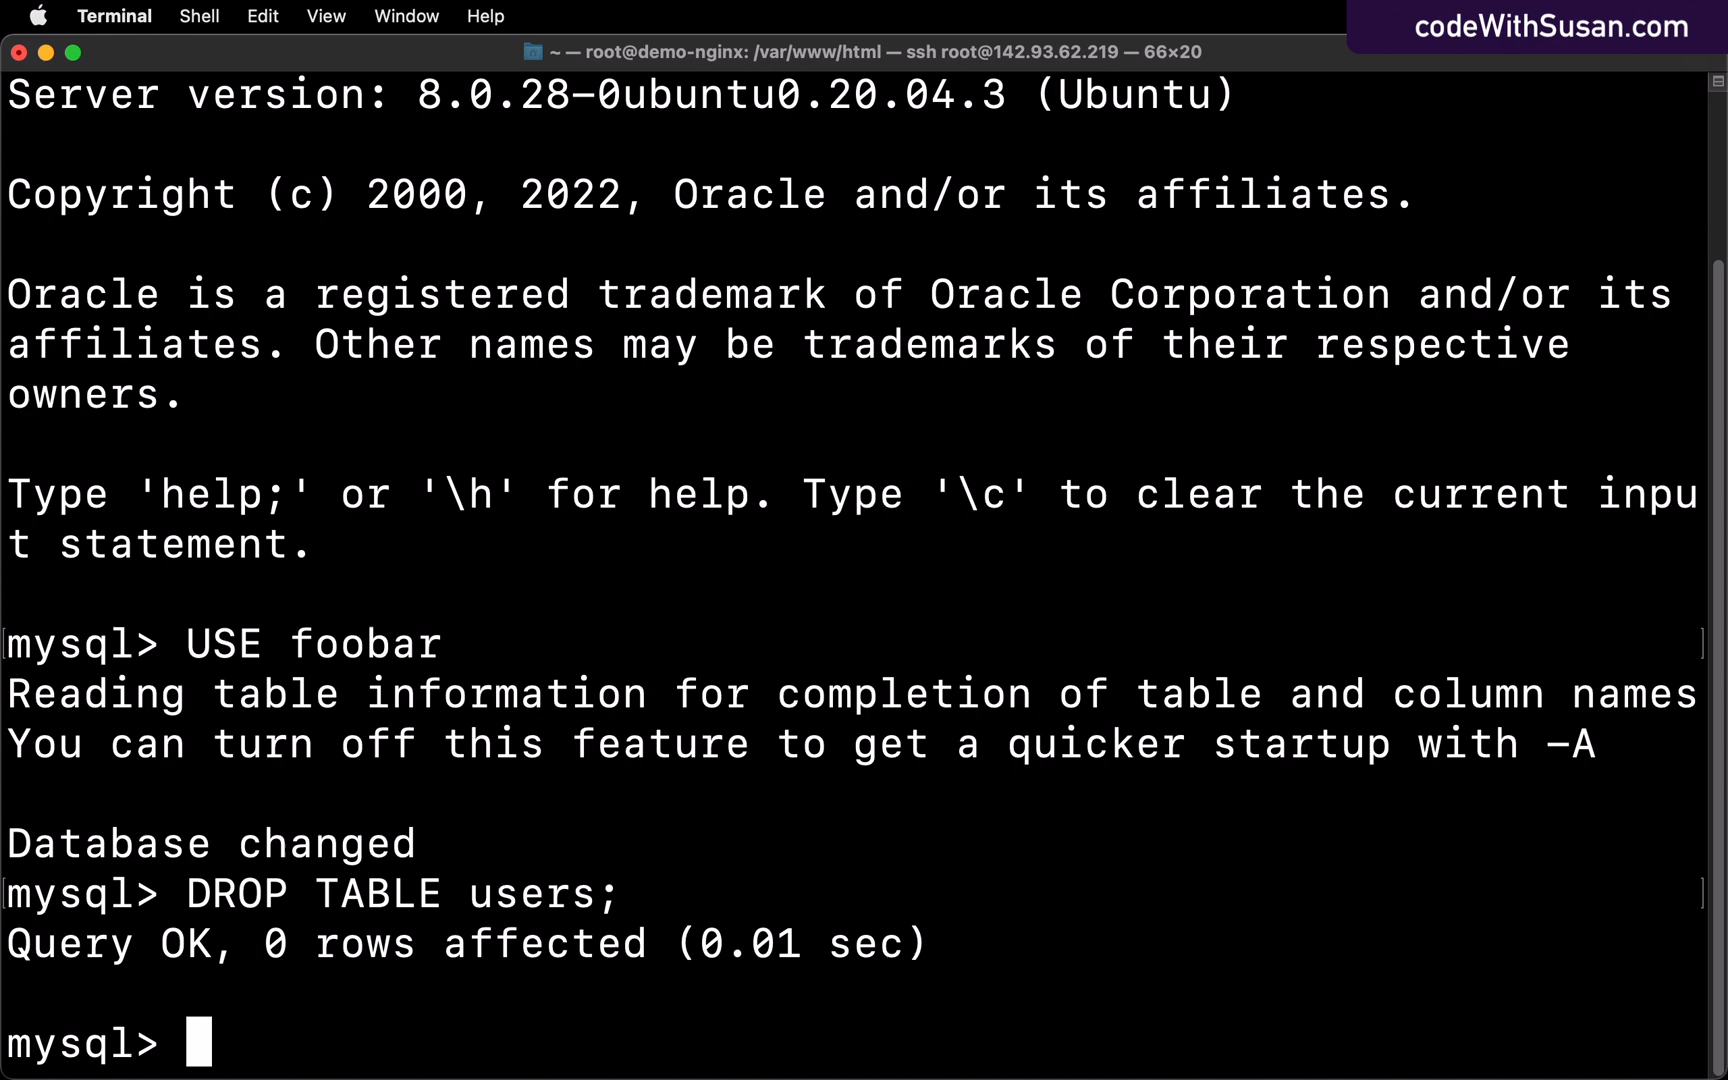 Terminal Shell Edit View Window Help
codeWithSusan.com
~ — root@demo-nginx: /var/www/html — ssh root@142.93.62.219 — 66×20
Server version: 8.0.28-0ubuntu0.20.04.3 (Ubuntu)
Copyright (c) 2000, 2022, Oracle and/or its affiliates.
Oracle is a registered trademark of Oracle Corporation and/or its
affiliates. Other names may be trademarks of their respective
owners.
Type 'help;' or '\h' for help. Type '\c' to clear the current inpu
t statement.
mysql> USE foobar
Reading table information for completion of table and column names
You can turn off this feature to get a quicker startup with -A
Database changed
mysql> DROP TABLE users;
Query OK, 0 rows affected (0.01 sec)
mysql>